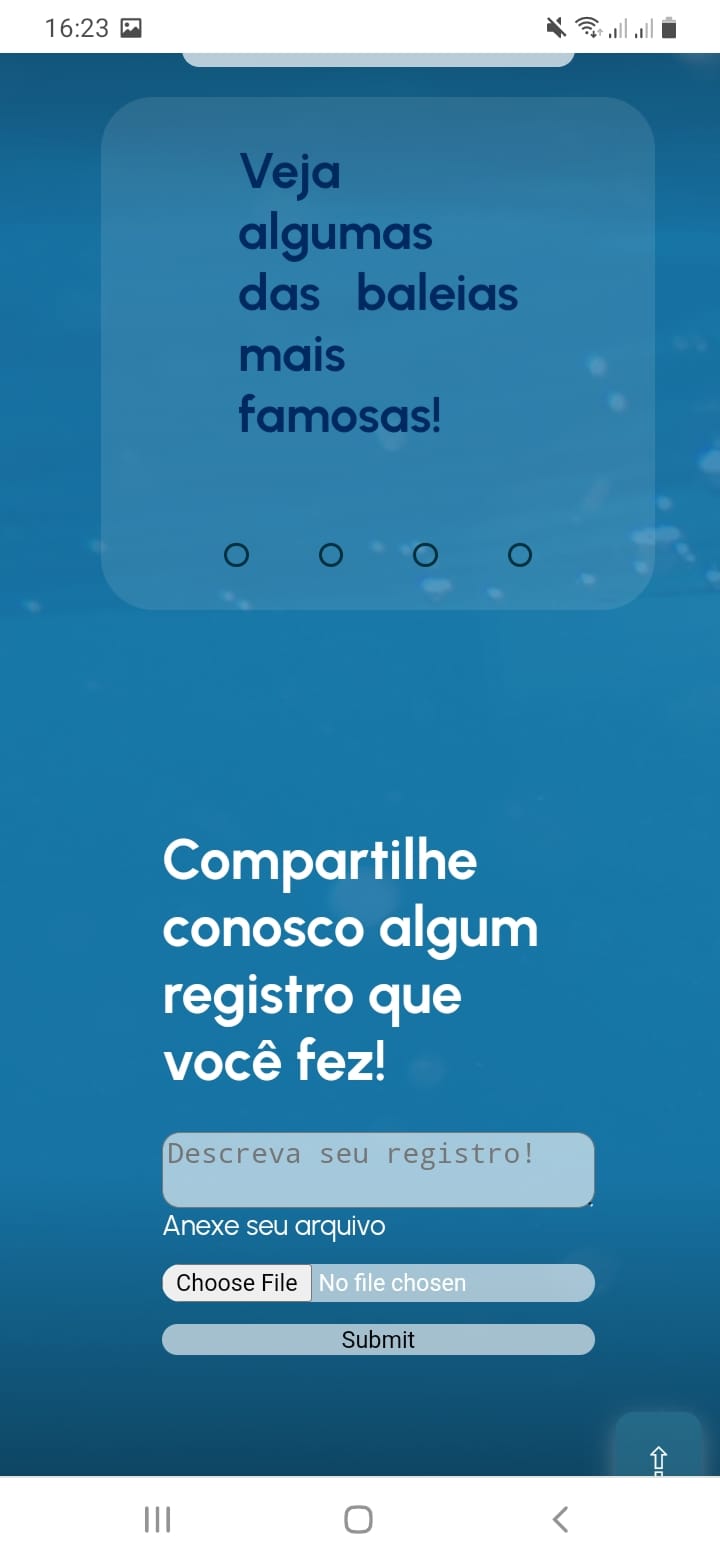 16:23
Veja
algumas
das baleias
mais
famosas!
Compartilhe
conosco algum
registro que
você fez!
Descreva seu registro!
Anexe seu arquivo
Choose File No file chosen
Submit